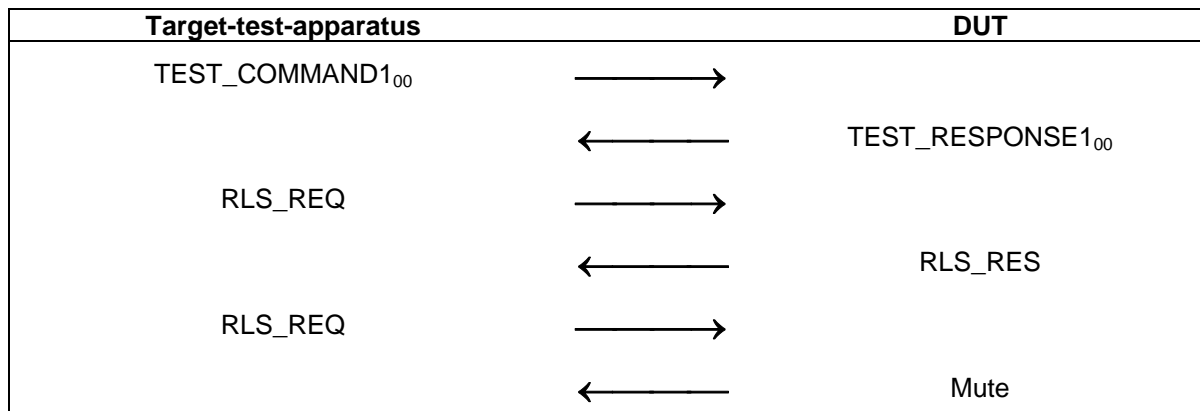 Target-test-apparatus DUT
TEST_COMMAND1₀₀
TEST_RESPONSE1₀₀
RLS_REQ
RLS_RES
RLS_REQ
Mute